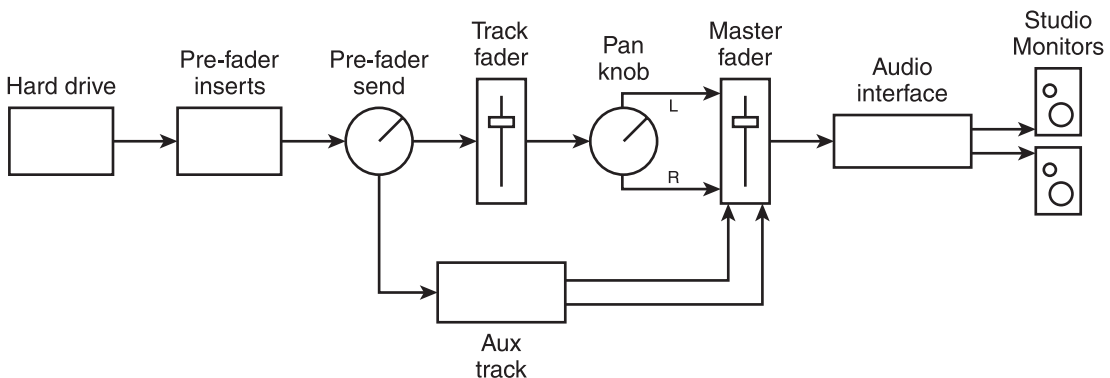 Hard drive
Pre-fader
inserts
Pre-fader
send
Track
fader
Pan
knob
L
R
Master
fader
Audio
interface
Studio
Monitors
Aux
track